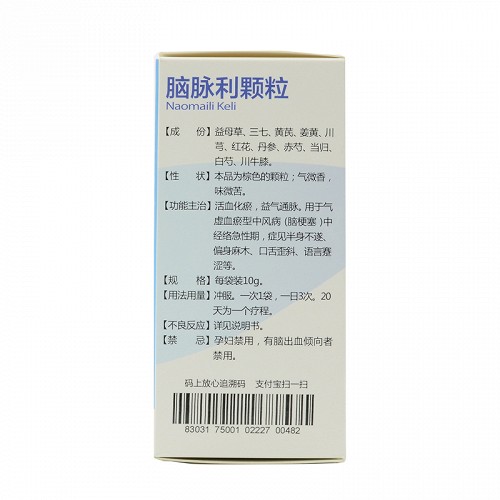 脑脉利颗粒
Naomaili Keli
【成　份】益母草、三七、黄芪、姜黄、川
芎、红花、丹参、赤芍、当归、
白芍、川牛膝。
【性　状】本品为棕色的颗粒；气微香，
味微苦。
【功能主治】活血化瘀，益气通脉。用于气
虚血瘀型中风病（脑梗塞）中
经络急性期，症见半身不遂、
偏身麻木、口舌歪斜、语言蹇
涩等。
【规　格】每袋装10g。
【用法用量】冲服。一次1袋，一日3次。20
天为一个疗程。
【不良反应】详见说明书。
【禁　忌】孕妇禁用，有脑出血倾向者
禁用。
码上放心追溯码　支付宝扫一扫
83031 75001 02227 00482